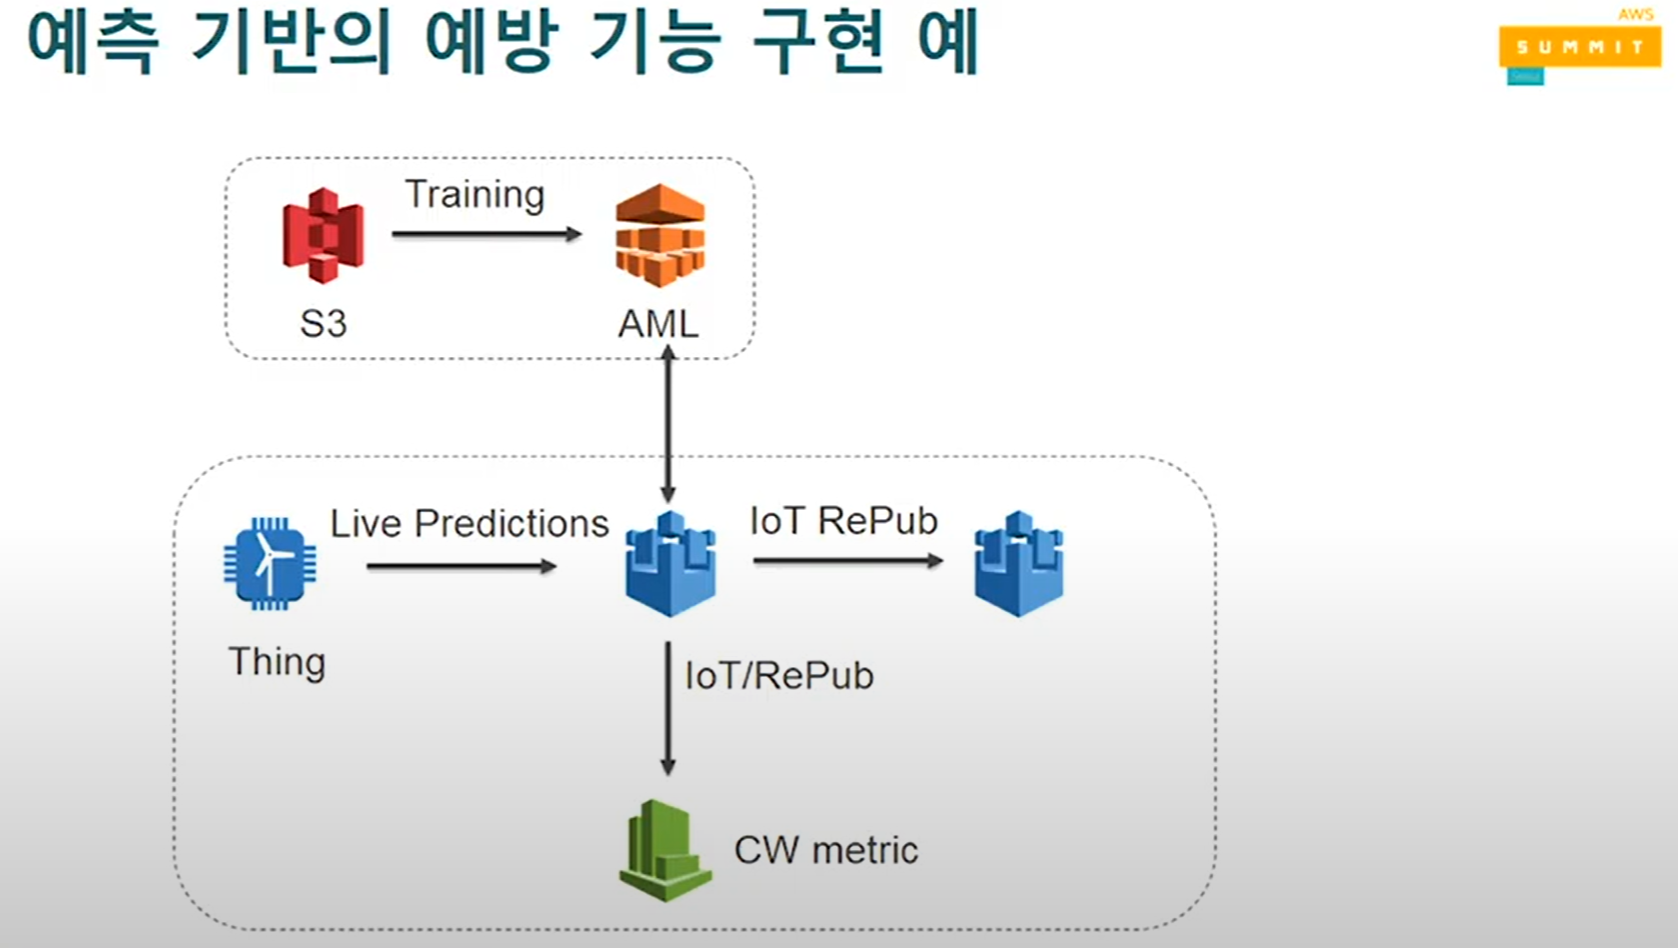 예측 기반의 예방 기능 구현 예
AWS
SUMMIT
Seoul
Training
S3
AML
Live Predictions
IoT RePub
Thing
IoT/RePub
CW metric